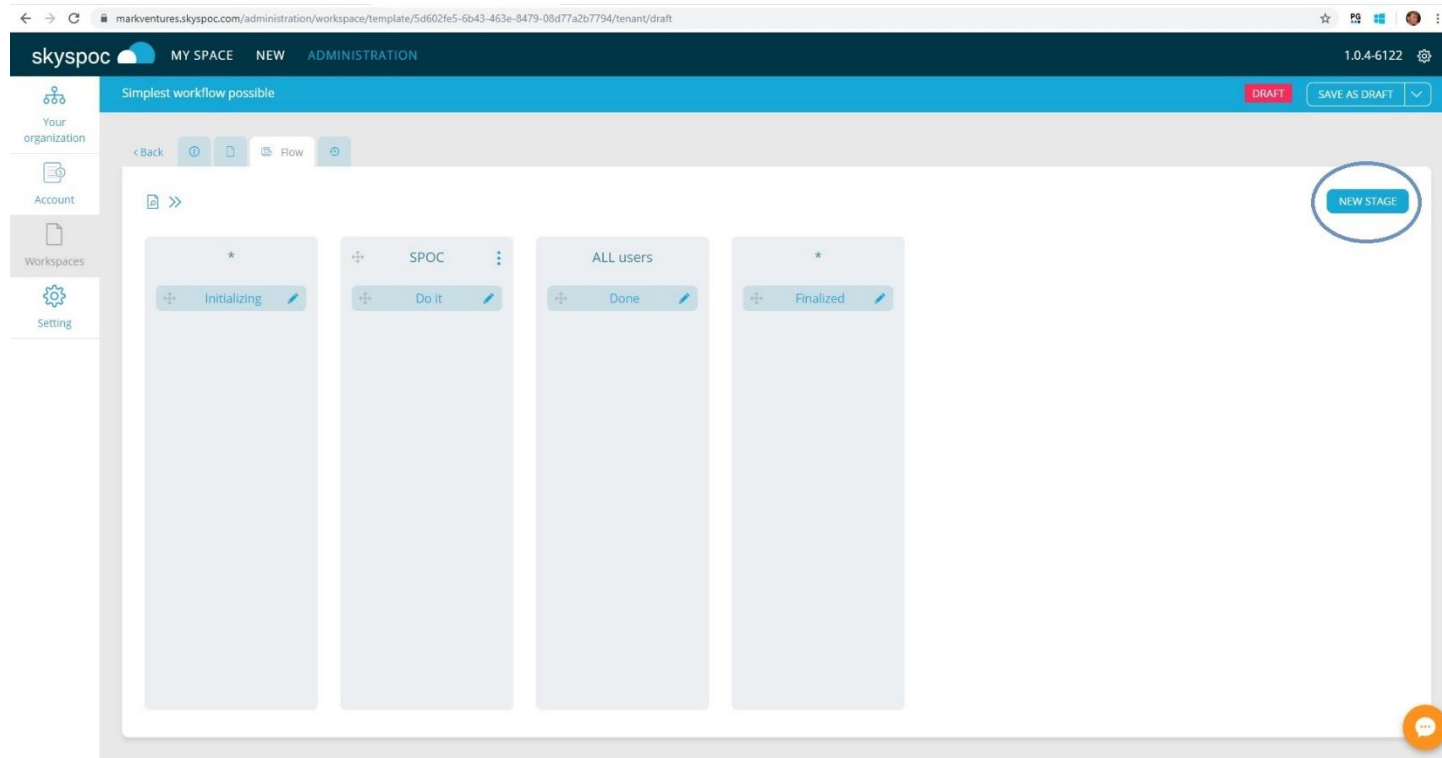 markventures.skyspoc.com/administration/workspace/template/5d602fe5-6b43-463e-8479-08d77a2b7794/tenant/draft
PG
skyspoc MY SPACE NEW ADMINISTRATION 1.0.4-6122
Simplest workflow possible DRAFT SAVE AS DRAFT
Your
organization
Account
Workspaces
Setting
< Back Flow
NEW STAGE
* SPOC ALL users *
Initializing Do it Done Finalized